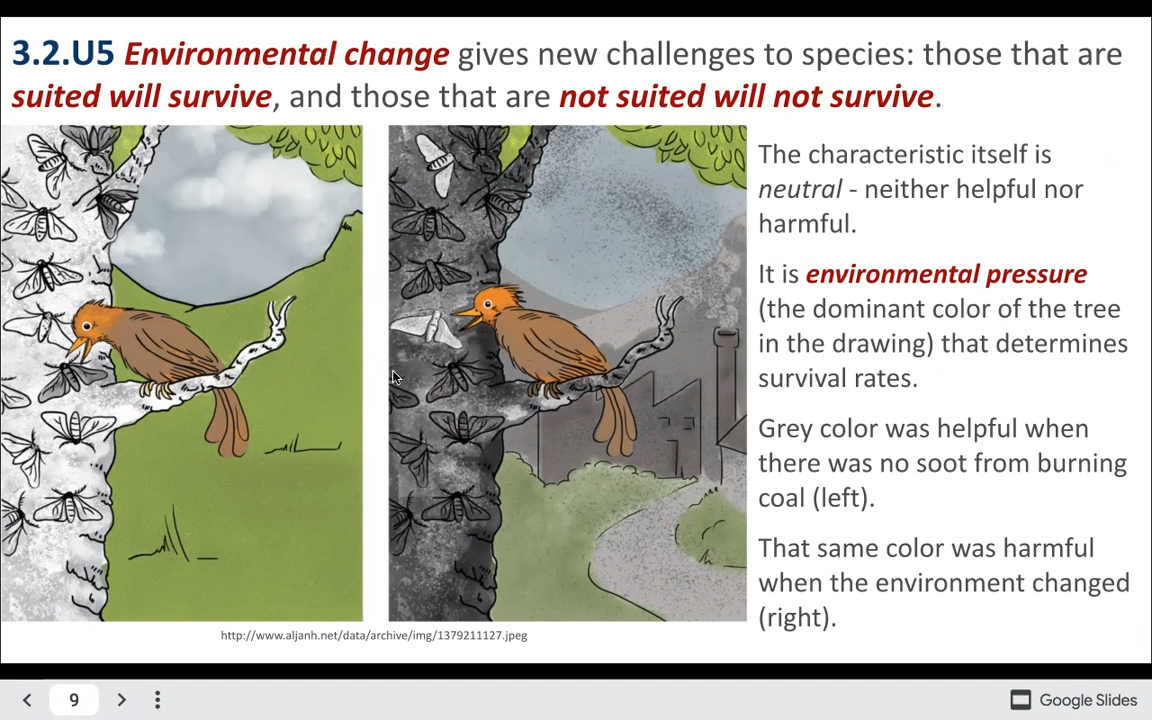 3.2.U5 Environmental change gives new challenges to species: those that are
suited will survive, and those that are not suited will not survive.
The characteristic itself is
neutral - neither helpful nor
harmful.
It is environmental pressure
(the dominant color of the tree
in the drawing) that determines
survival rates.
Grey color was helpful when
there was no soot from burning
coal (left).
That same color was harmful
when the environment changed
(right).
http://www.aljanh.net/data/archive/img/1379211127.jpeg
9
Google Slides